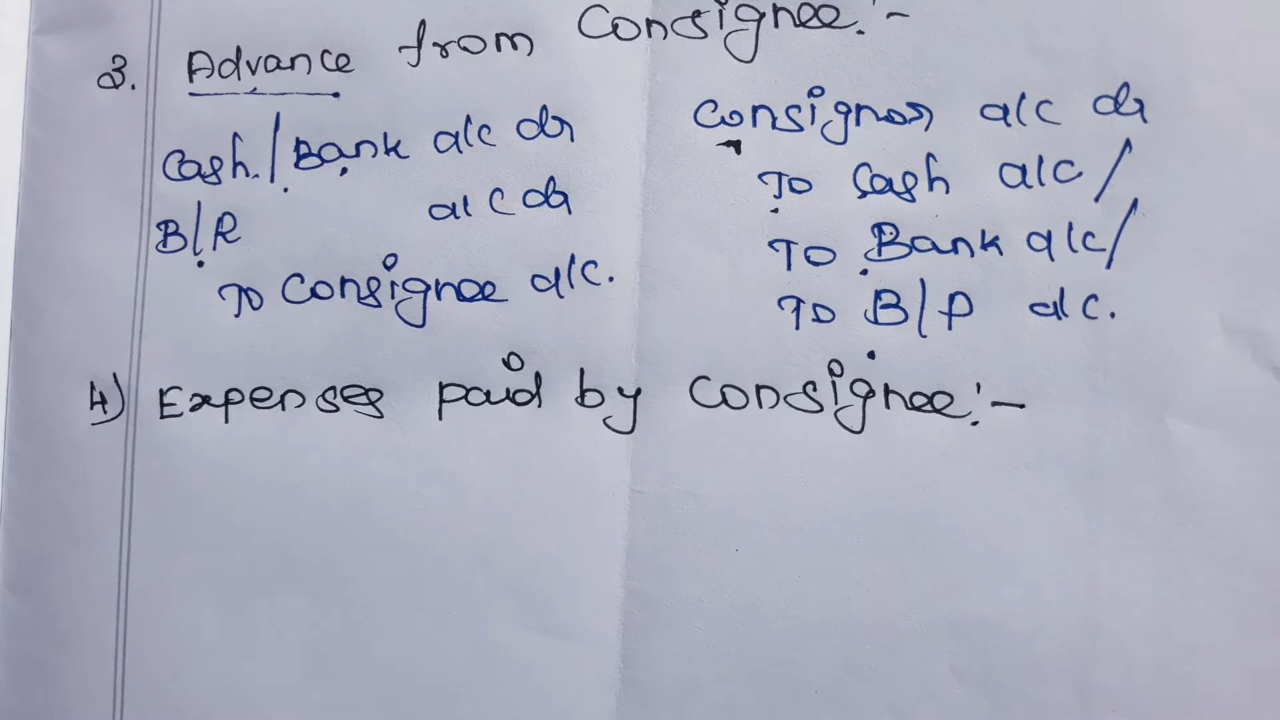 3. Advance from Consignee:-
Cash/Bank a/c dr
B/R a/c dr
To Consignee a/c.
Consignor a/c dr
To Cash a/c/
To Bank a/c/
To B/P a/c.
4) Expenses paid by Consignee:-